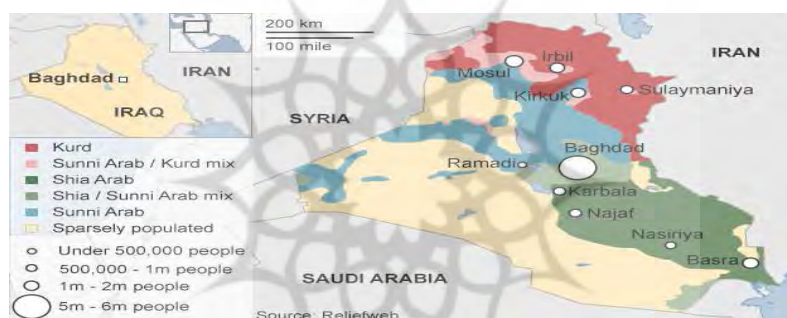 200 km
100 mile
IRAN
Baghdad
IRAN
IRAQ
SYRIA
Mosul
Irbil
Kirkuk
Sulaymaniya
Baghdad
Ramadi
Karbala
Najaf
Nasiriya
Basra
SAUDI ARABIA
Kurd
Sunni Arab / Kurd mix
Shia Arab
Shia / Sunni Arab mix
Sunni Arab
Sparsely populated
Under 500,000 people
500,000 - 1m people
1m - 2m people
5m - 6m people
Source: Reliefweb